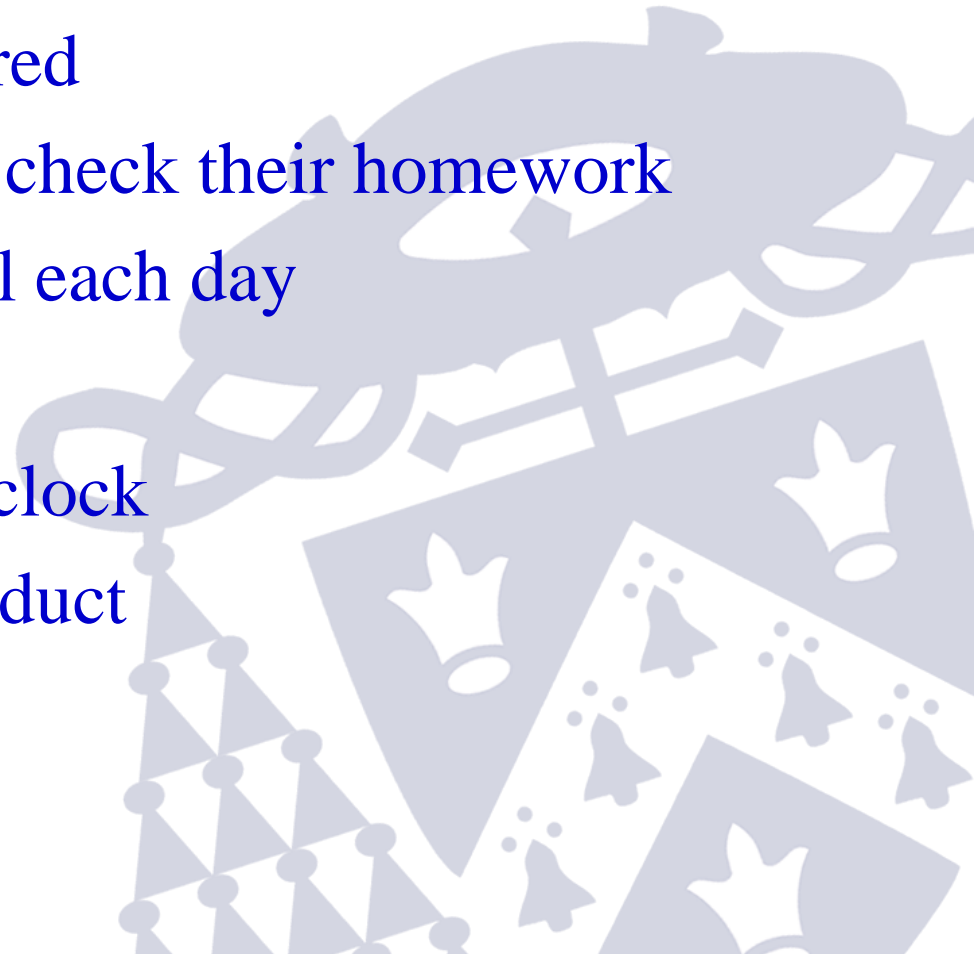 red
check their homework
l each day
clock
duct